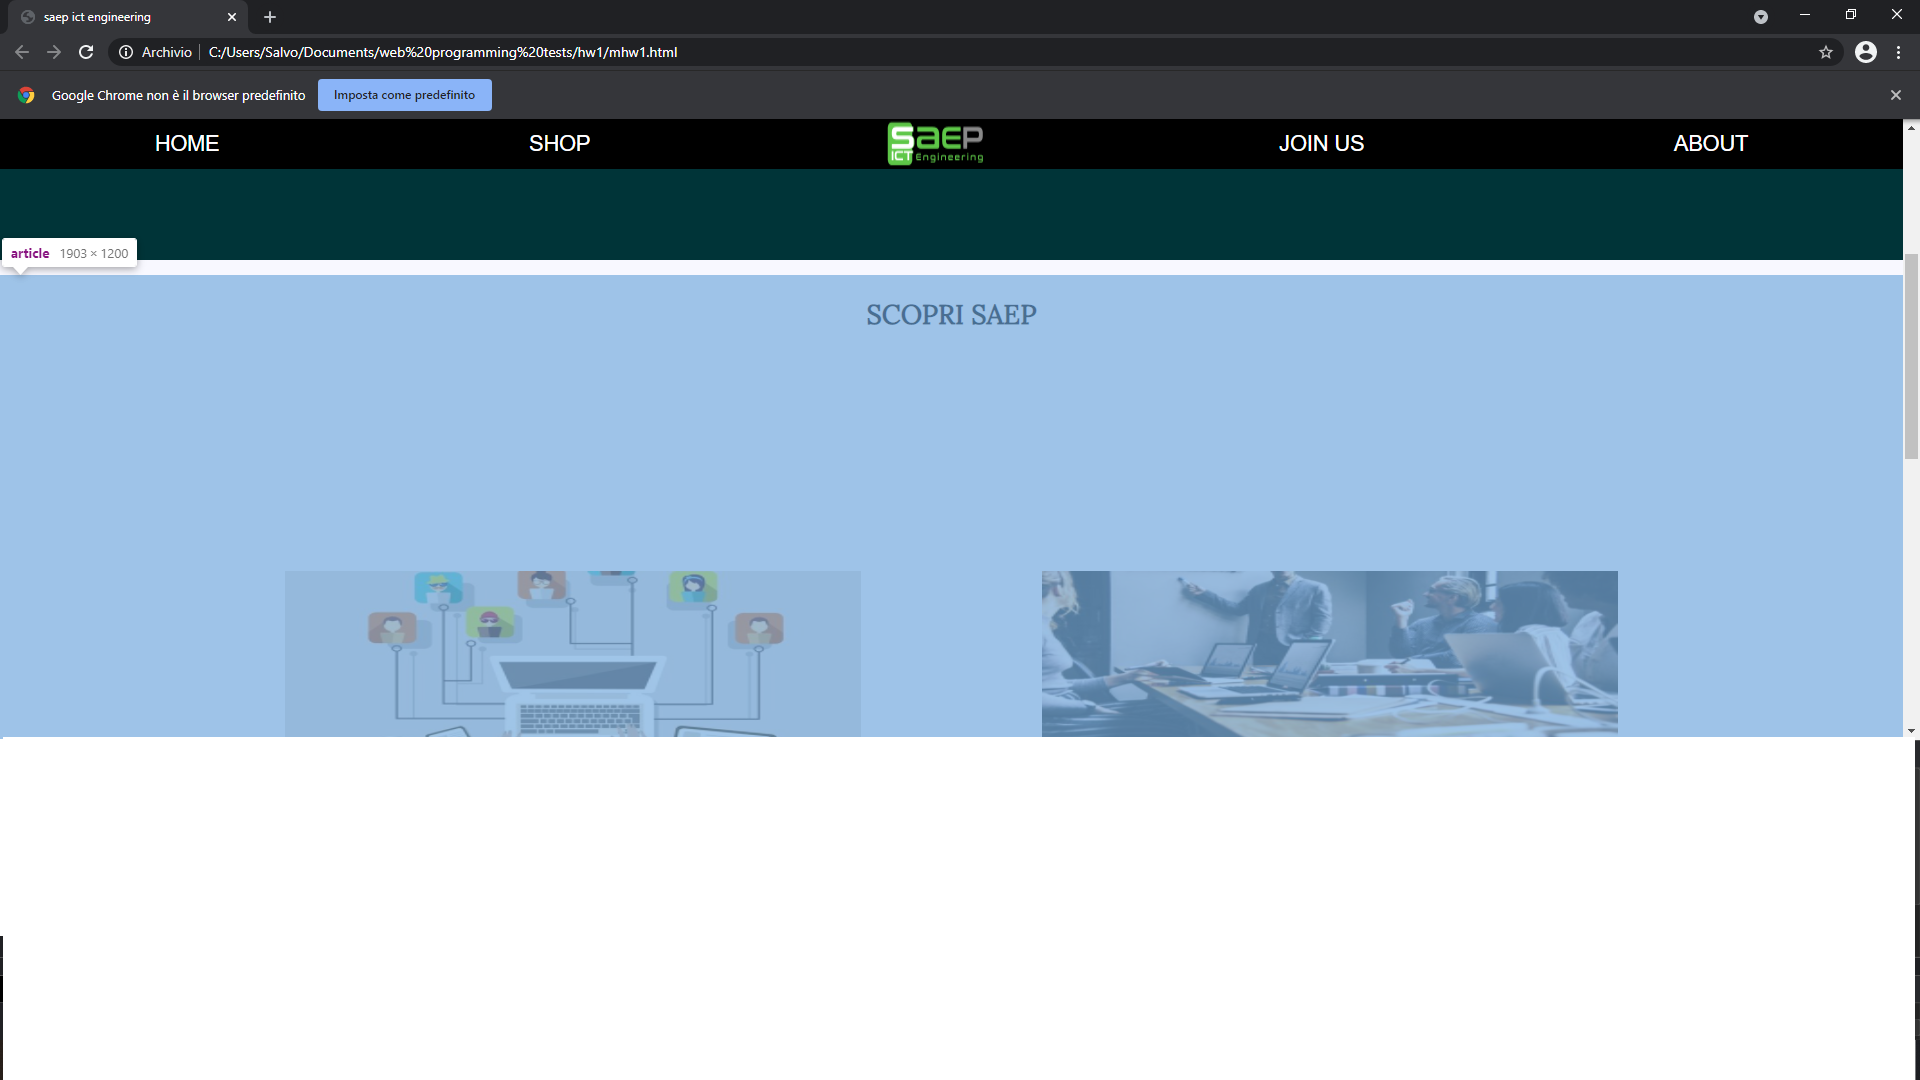 saep ict engineering
Archivio C:/Users/Salvo/Documents/web%20programming%20tests/hw1/mhw1.html
Google Chrome non è il browser predefinito Imposta come predefinito
HOME SHOP saep ICT Engineering JOIN US ABOUT
article 1903 × 1200
SCOPRI SAEP